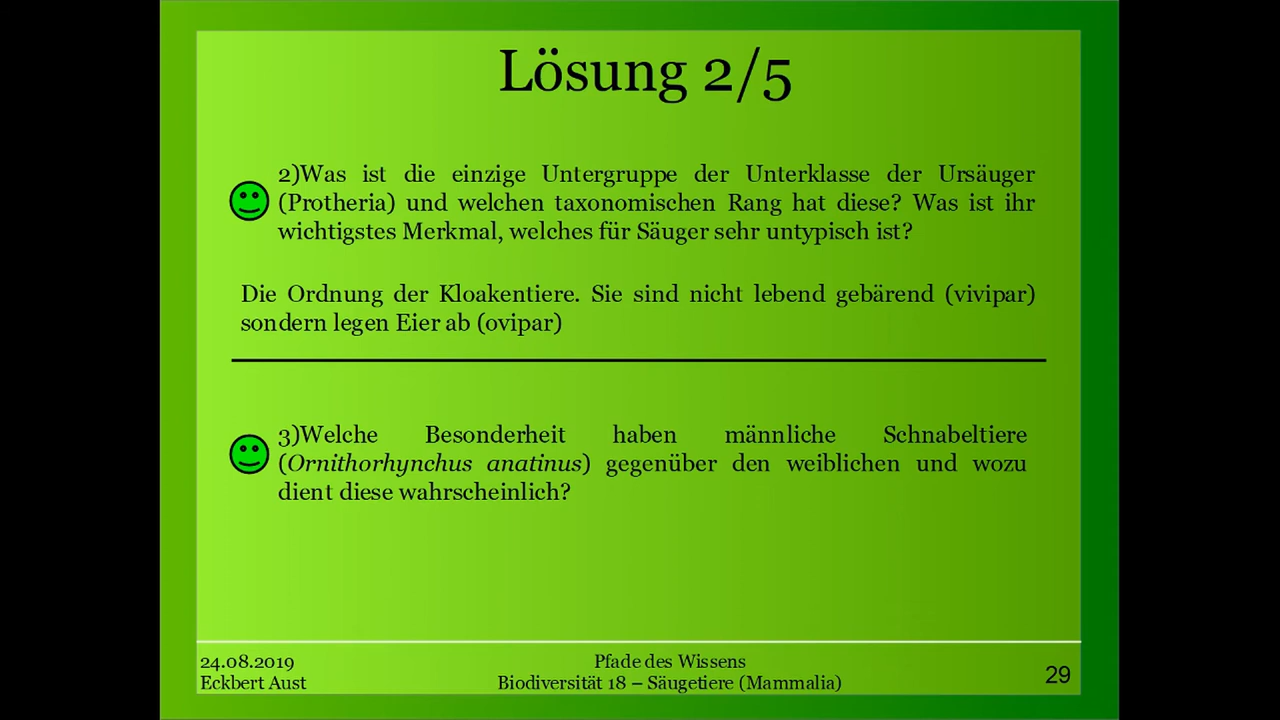 Lösung 2/5
2)Was ist die einzige Untergruppe der Unterklasse der Ursäuger
(Protheria) und welchen taxonomischen Rang hat diese? Was ist ihr
wichtigstes Merkmal, welches für Säuger sehr untypisch ist?
Die Ordnung der Kloakentiere. Sie sind nicht lebend gebärend (vivipar)
sondern legen Eier ab (ovipar)
3)Welche Besonderheit haben männliche Schnabeltiere
(Ornithorhynchus anatinus) gegenüber den weiblichen und wozu
dient diese wahrscheinlich?
24.08.2019
Eckbert Aust
Pfade des Wissens
Biodiversität 18 – Säugetiere (Mammalia)
29